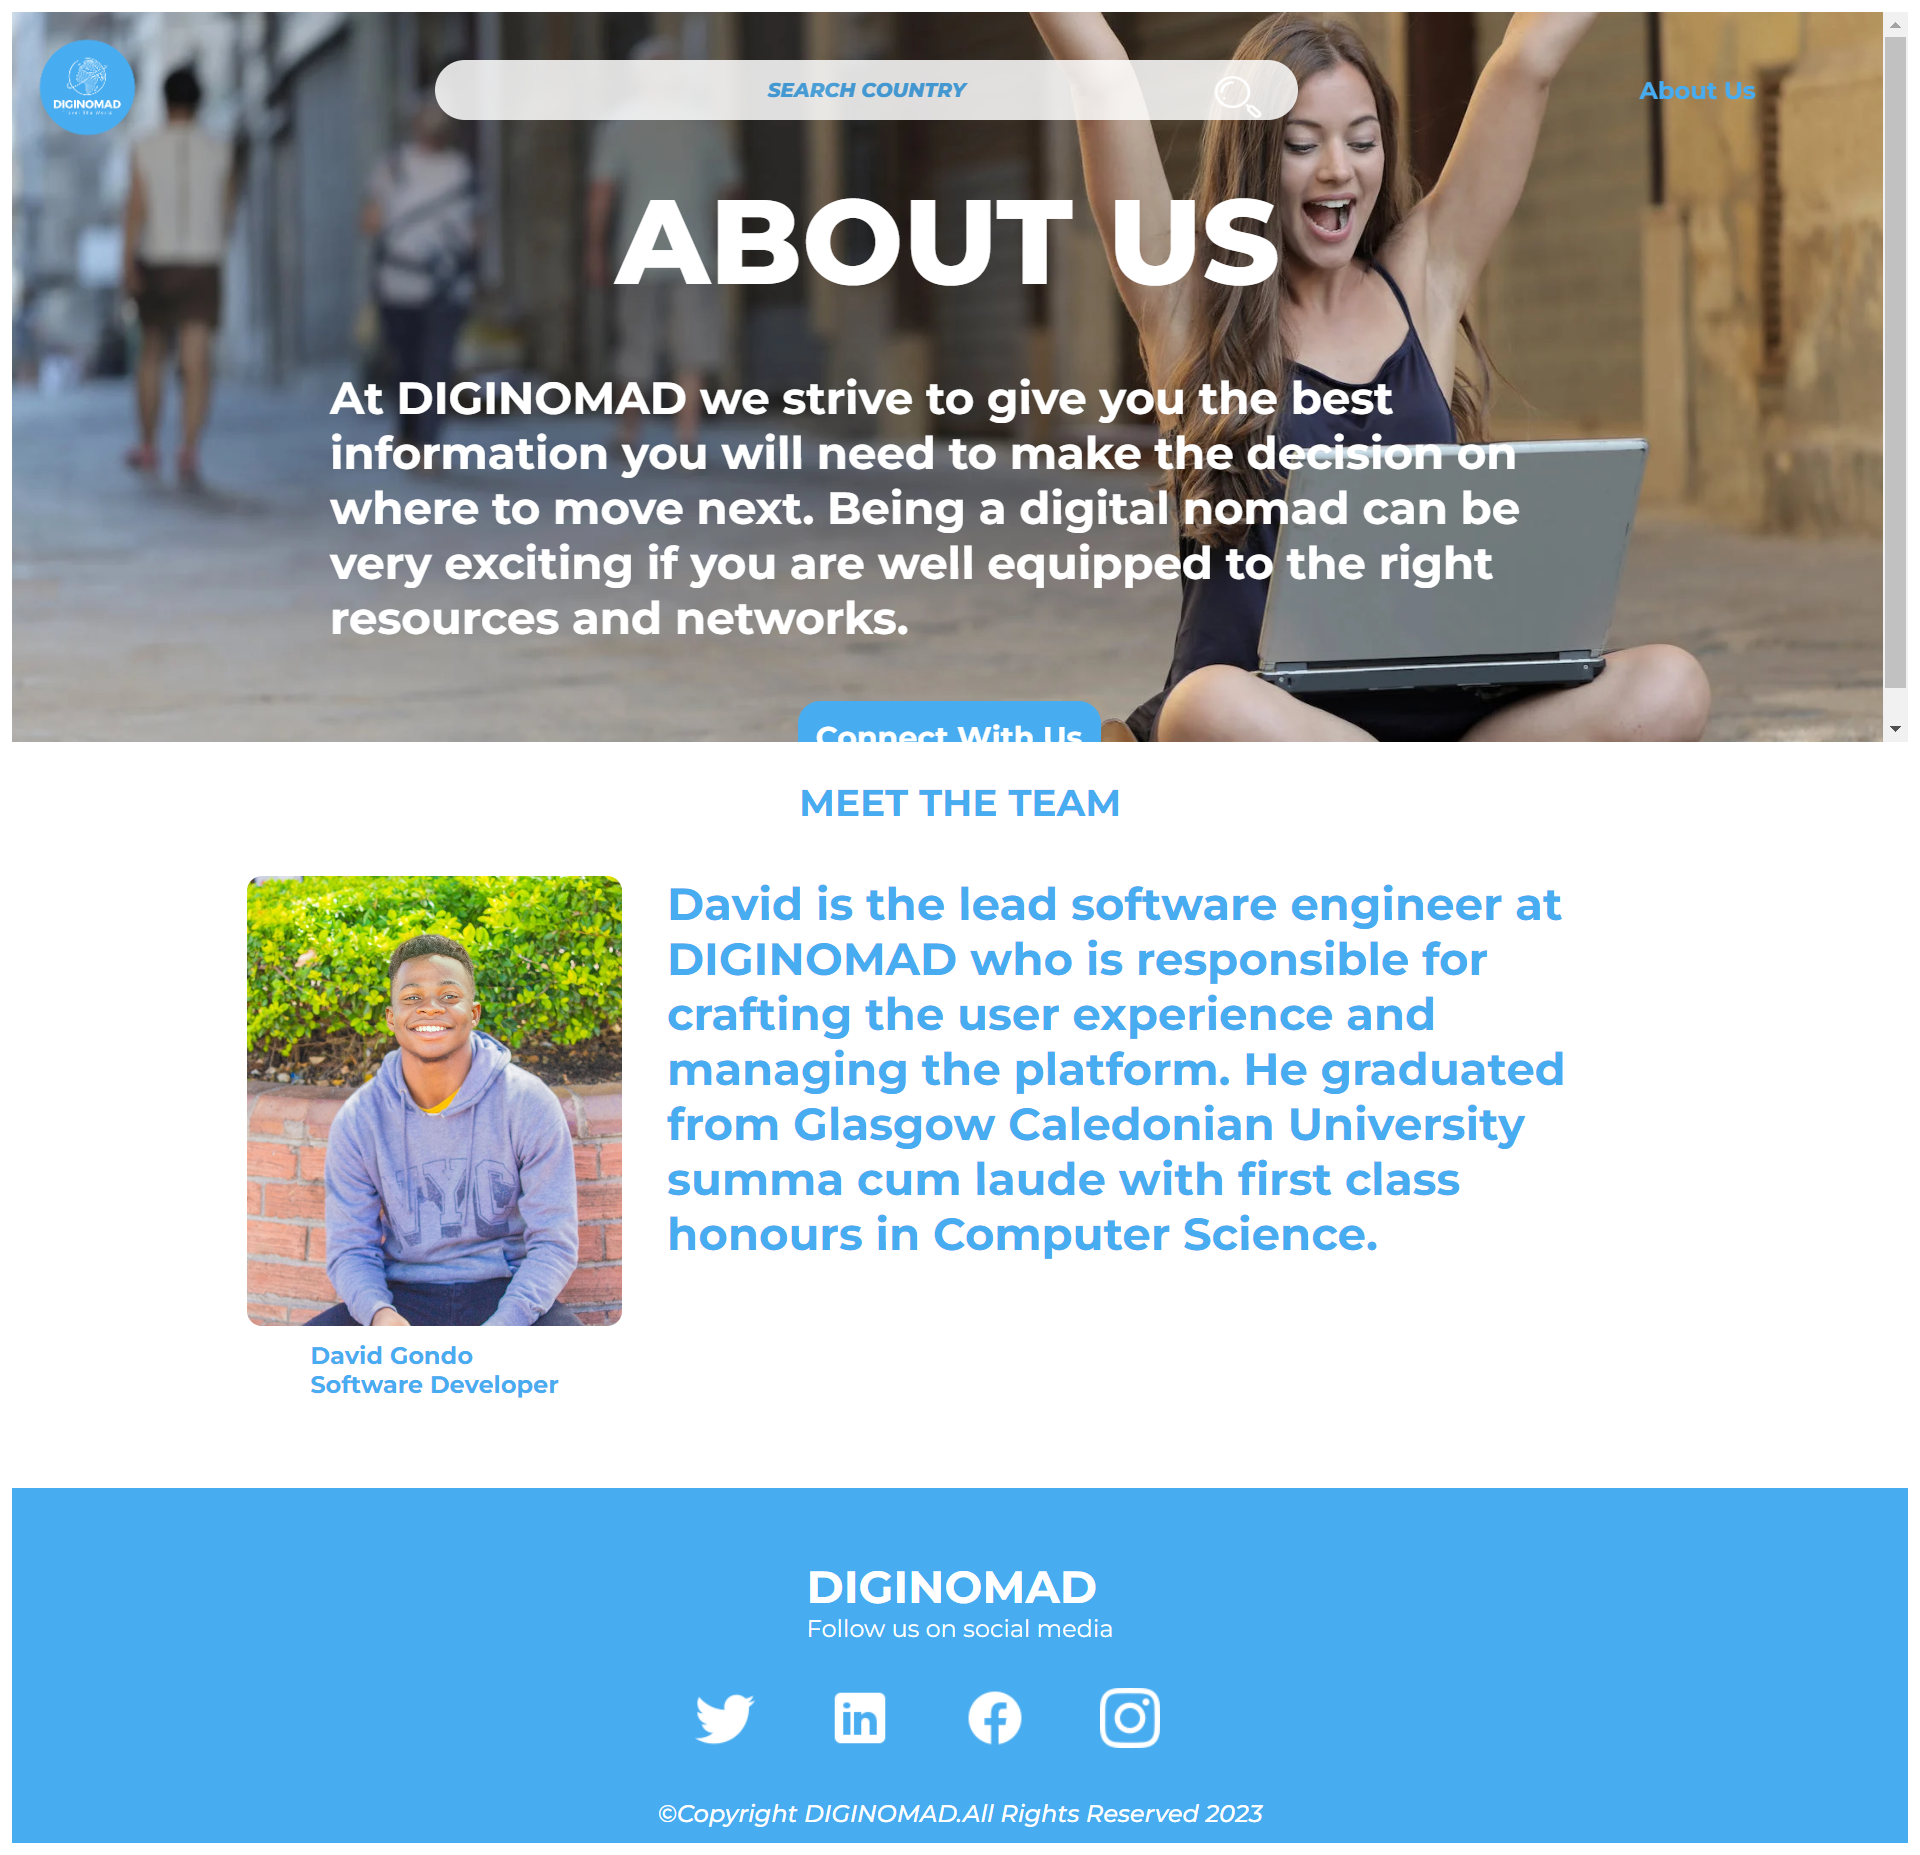 DIGINOMAD
SEARCH COUNTRY
About Us
ABOUT US
At DIGINOMAD we strive to give you the best
information you will need to make the decision on
where to move next. Being a digital nomad can be
very exciting if you are well equipped to the right
resources and networks.
Connect With Us
MEET THE TEAM
David is the lead software engineer at
DIGINOMAD who is responsible for
crafting the user experience and
managing the platform. He graduated
from Glasgow Caledonian University
summa cum laude with first class
honours in Computer Science.
NYC
David Gondo
Software Developer
DIGINOMAD
Follow us on social media
in
©Copyright DIGINOMAD.All Rights Reserved 2023